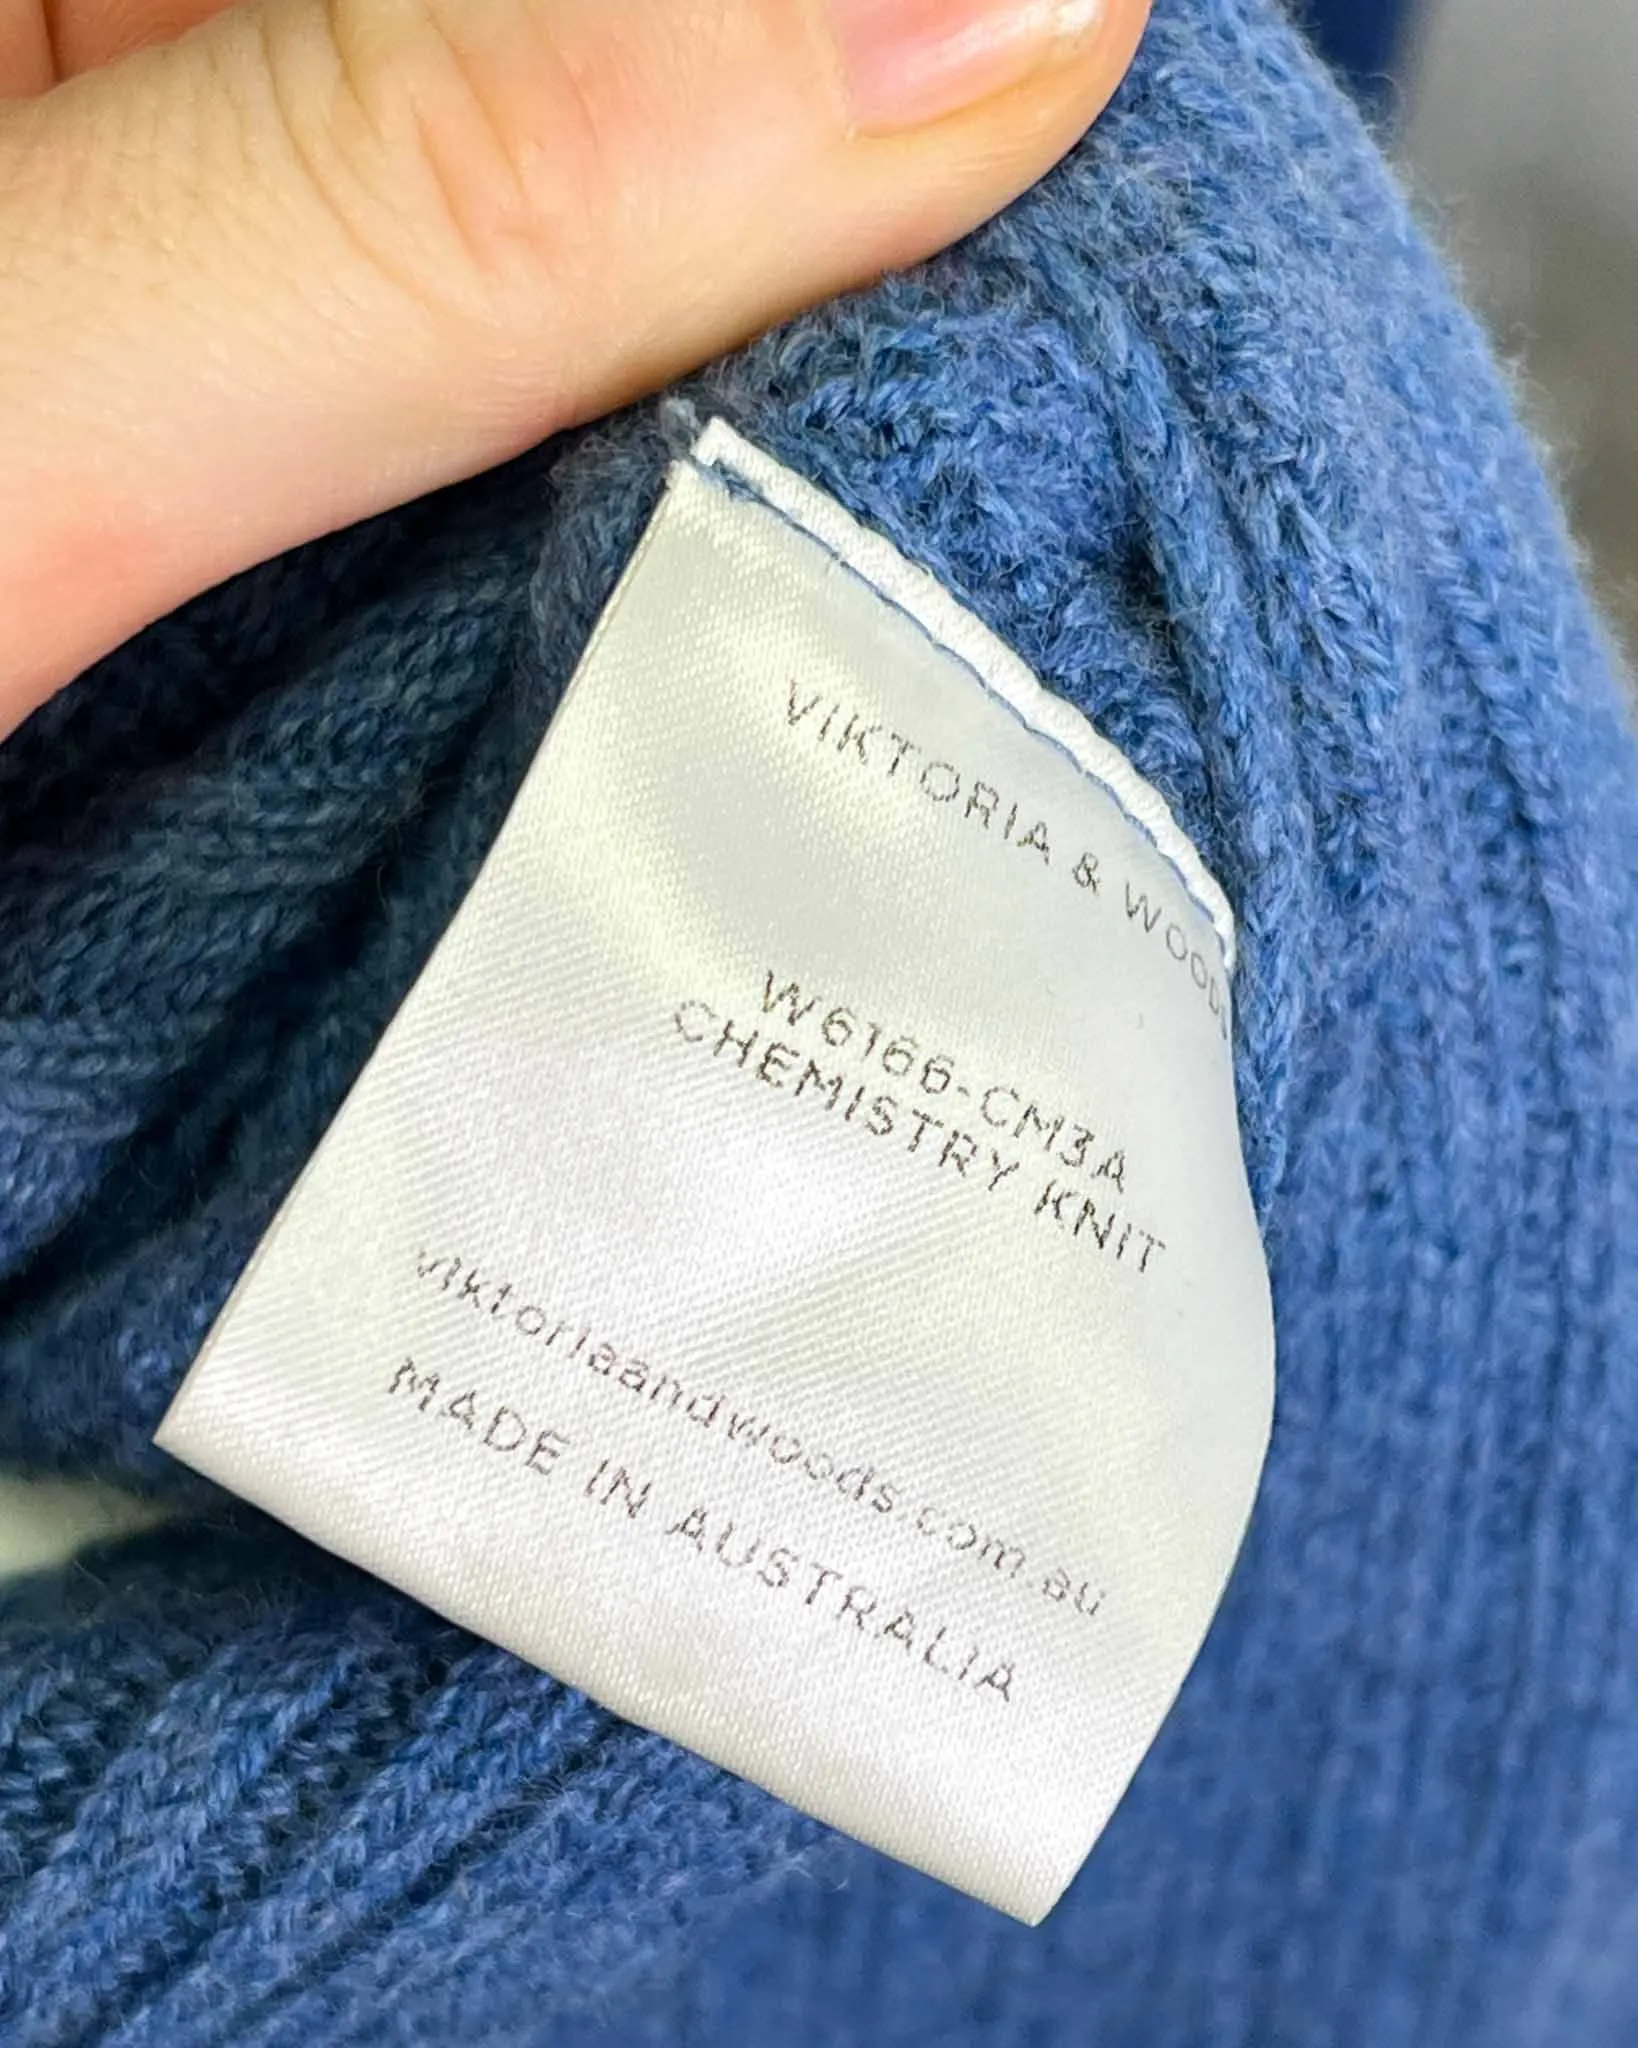 VIKTORIA & WOODS
W6166-CM3A
CHEMISTRY KNIT
viktoriaandwoods.com.au
MADE IN AUSTRALIA